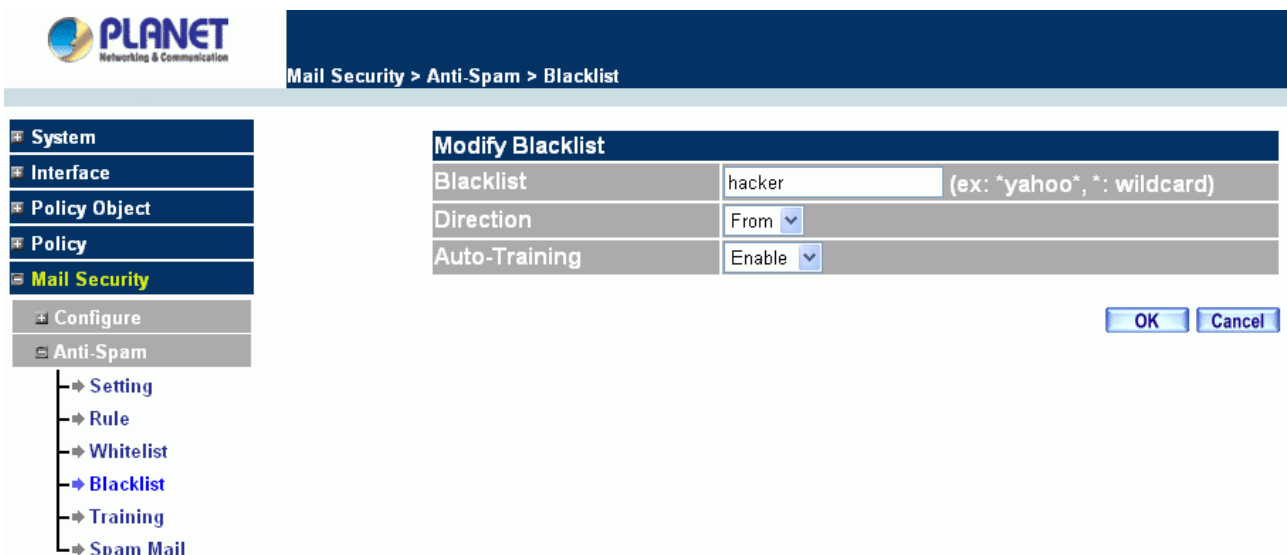 PLANET
Networking & Communication
Mail Security > Anti-Spam > Blacklist
System
Interface
Policy Object
Policy
Mail Security
Configure
Anti-Spam
Setting
Rule
Whitelist
Blacklist
Training
Spam Mail
Modify Blacklist
Blacklist hacker (ex: *yahoo*, *: wildcard)
Direction From
Auto-Training Enable
OK Cancel